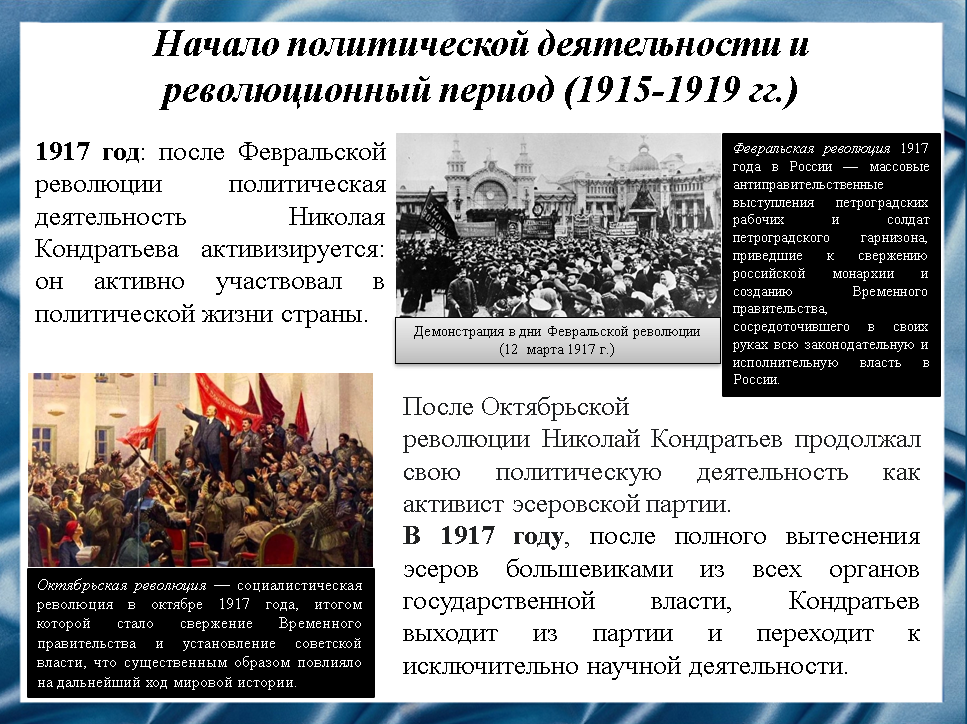 Начало политической деятельности и
революционный период (1915-1919 гг.)
1917 год: после Февральской
революции политическая
деятельность Николая
Кондратьева активизируется:
он активно участвовал в
политической жизни страны.
Демонстрация в дни Февральской революции
(12 марта 1917 г.)
Февральская революция 1917
года в России — массовые
антиправительственные
выступления петроградских
рабочих и солдат
петроградского гарнизона,
приведшие к свержению
российской монархии и
созданию Временного
правительства,
сосредоточившего в своих
руках всю законодательную и
исполнительную власть в
России.
Октябрьская революция — социалистическая
революция в октябре 1917 года, итогом
которой стало свержение Временного
правительства и установление советской
власти, что существенным образом повлияло
на дальнейший ход мировой истории.
После Октябрьской
революции Николай Кондратьев продолжал
свою политическую деятельность как
активист эсеровской партии.
В 1917 году, после полного вытеснения
эсеров большевиками из всех органов
государственной власти, Кондратьев
выходит из партии и переходит к
исключительно научной деятельности.